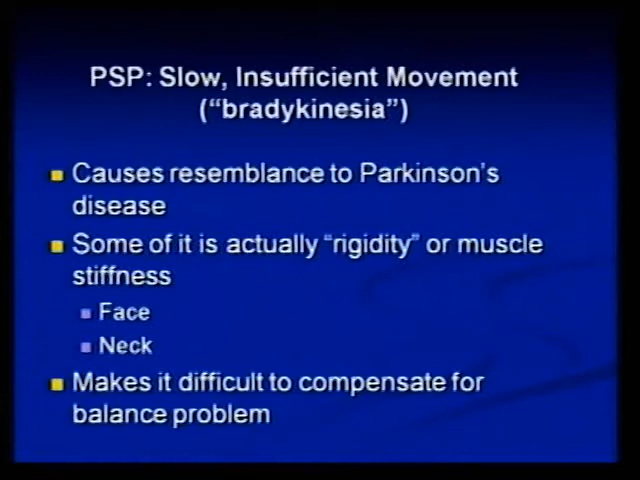 PSP: Slow, Insufficient Movement
("bradykinesia")
Causes resemblance to Parkinson's
disease
Some of it is actually "rigidity" or muscle
stiffness
Face
Neck
Makes it difficult to compensate for
balance problem